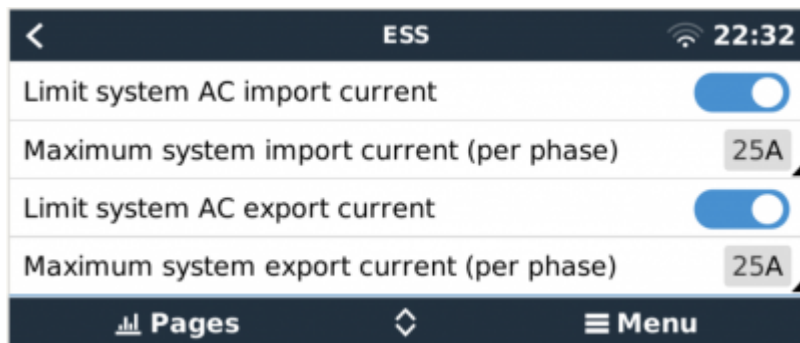 ESS 22:32
Limit system AC import current
Maximum system import current (per phase) 25A
Limit system AC export current
Maximum system export current (per phase) 25A
Pages Menu